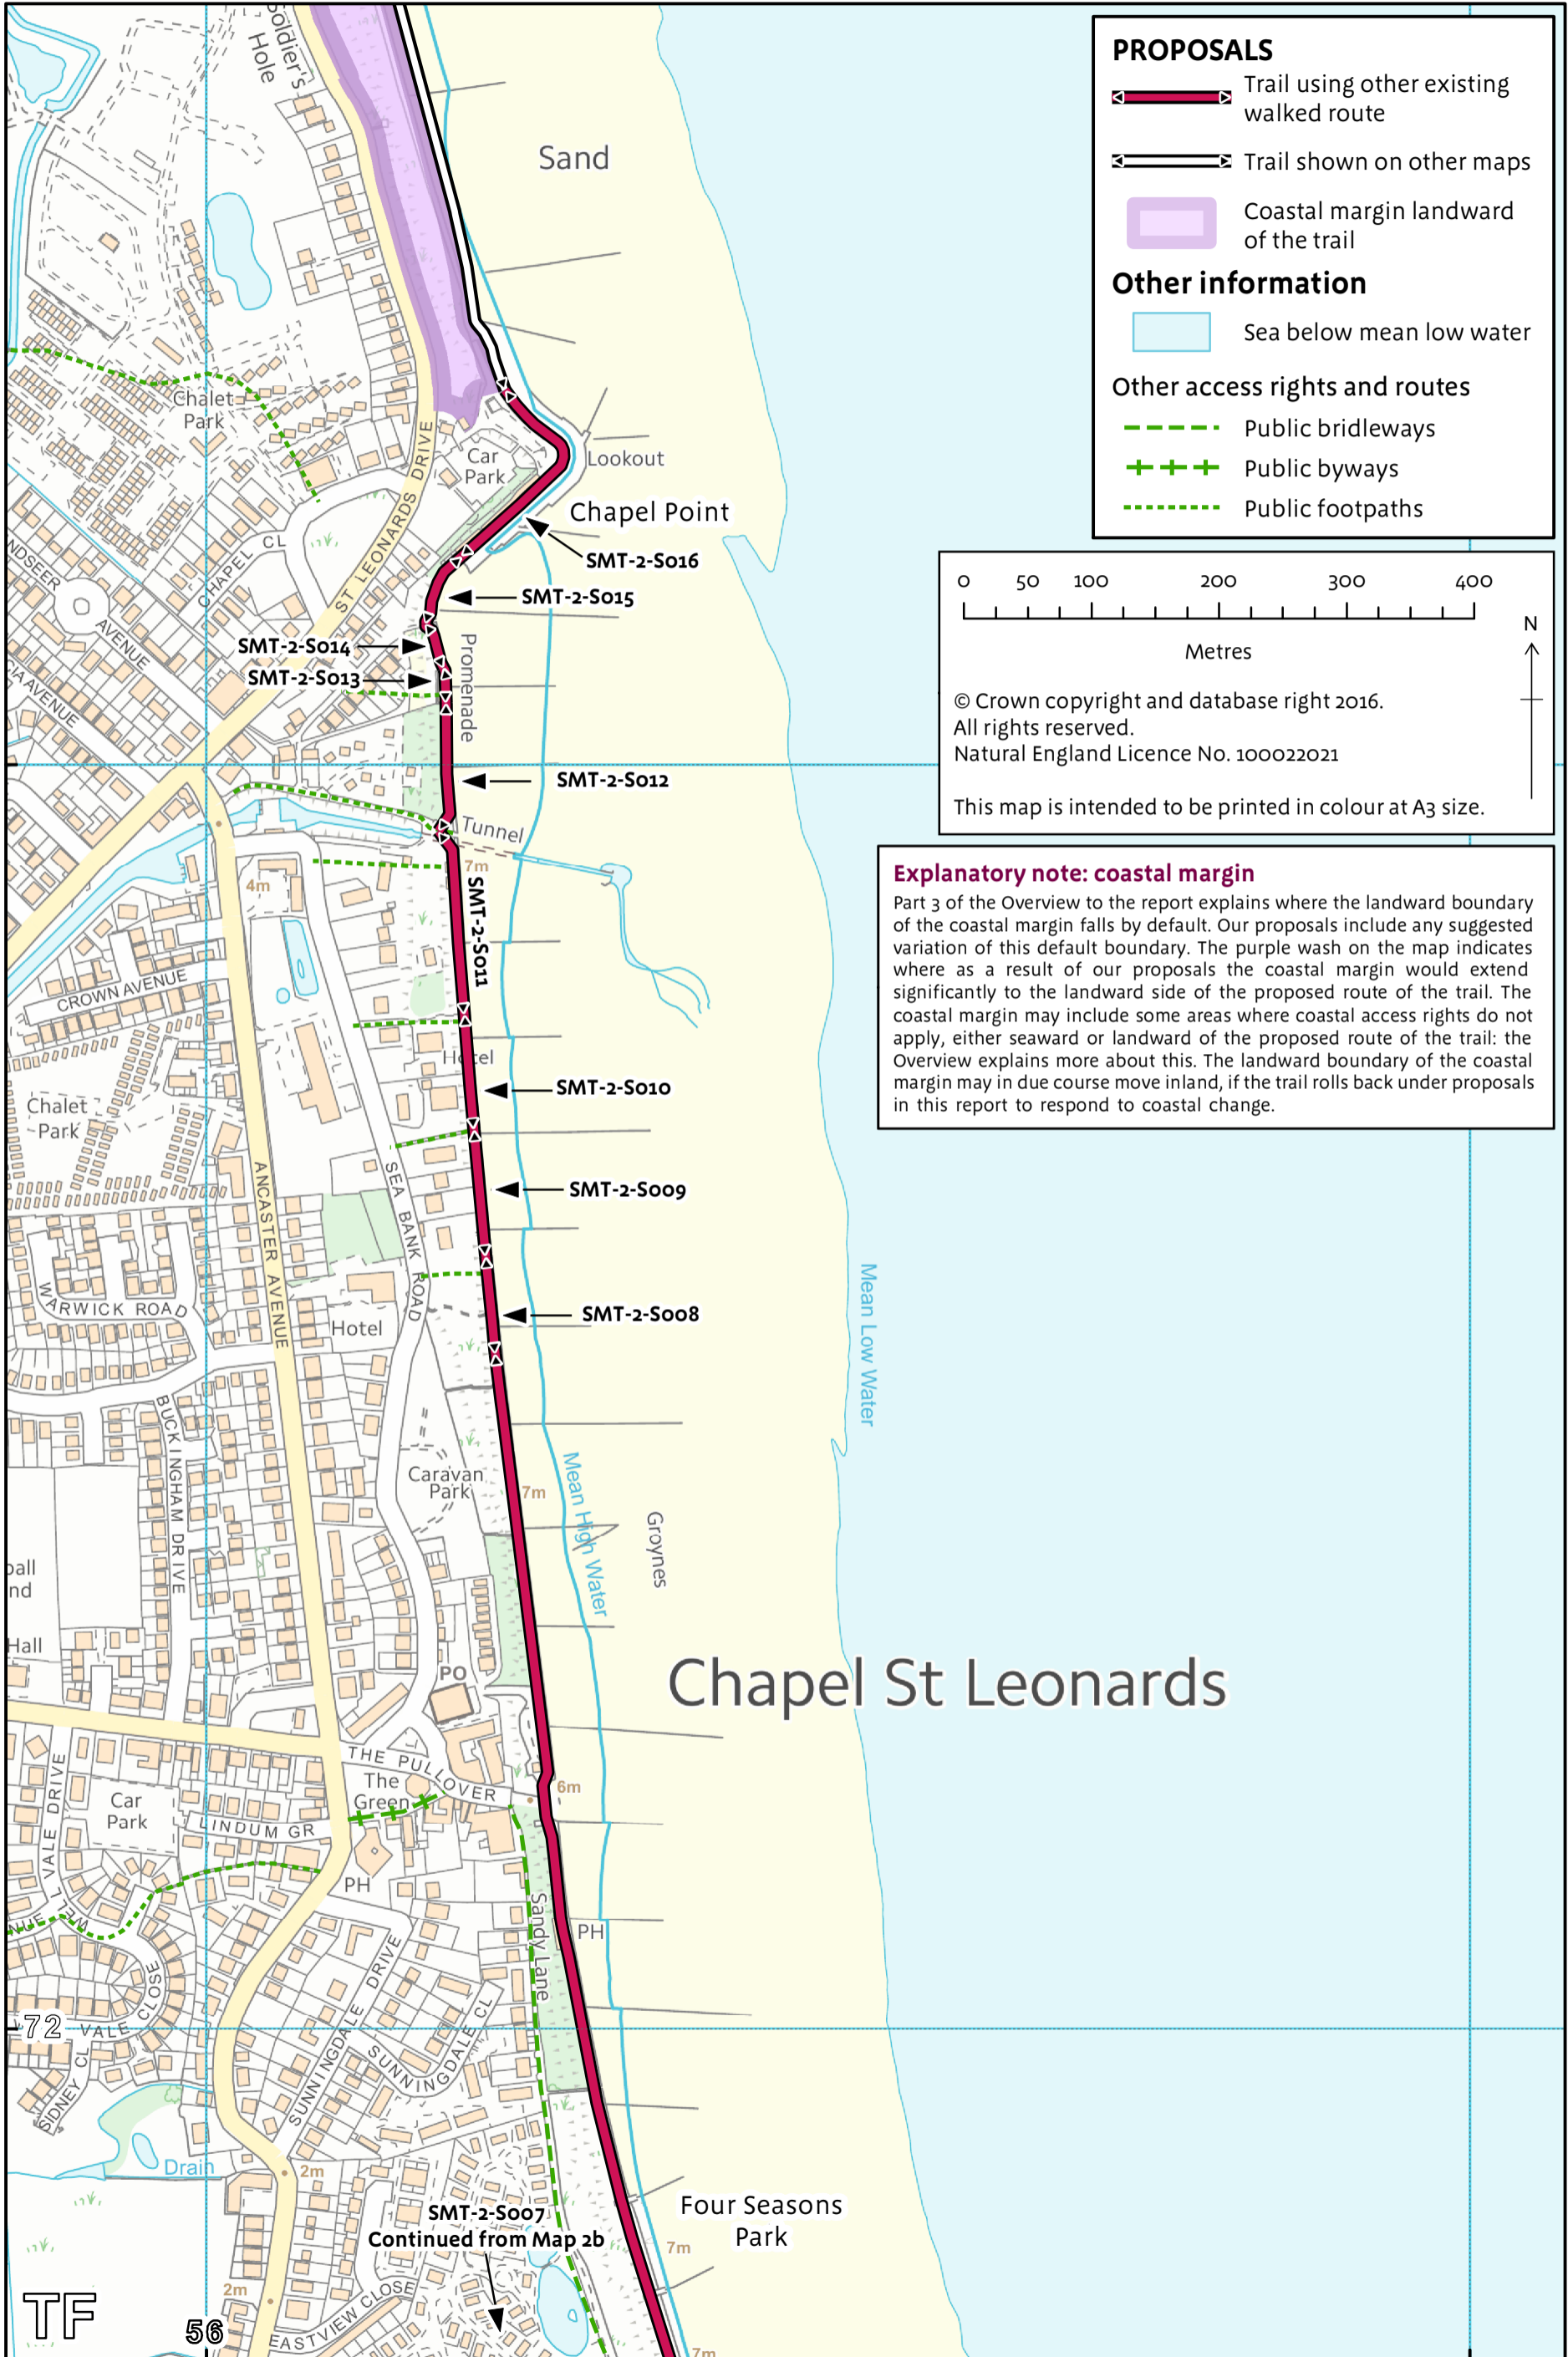 PROPOSALS
Trail using other existing
walked route
Trail shown on other maps
Coastal margin landward
of the trail
Other information
Sea below mean low water
Other access rights and routes
Public bridleways
Public byways
Public footpaths
0 50 100 200 300 400
Metres
N
© Crown copyright and database right 2016.
All rights reserved.
Natural England Licence No. 100022021
This map is intended to be printed in colour at A3 size.
Explanatory note: coastal margin
Part 3 of the Overview to the report explains where the landward boundary
of the coastal margin falls by default. Our proposals include any suggested
variation of this default boundary. The purple wash on the map indicates
where as a result of our proposals the coastal margin would extend
significantly to the landward side of the proposed route of the trail. The
coastal margin may include some areas where coastal access rights do not
apply, either seaward or landward of the proposed route of the trail: the
Overview explains more about this. The landward boundary of the coastal
margin may in due course move inland, if the trail rolls back under proposals
in this report to respond to coastal change.
oldier's
Hole
Sand
Chalet
Park
ST LEONARDS DRIVE
Car
Park
Lookout
Chapel Point
SMT-2-S016
NDSEER
AVENUE
CHAPEL CL
SMT-2-S015
SMT-2-S014
SMT-2-S013
Promenade
IA AVENUE
SMT-2-S012
Tunnel
7m
4m
SMT-2-S011
CROWN AVENUE
Hotel
SMT-2-S010
Chalet
Park
SMT-2-S009
ANCASTER AVENUE
SEA BANK ROAD
WARWICK ROAD
Hotel
SMT-2-S008
Mean Low Water
BUCKINGHAM DRIVE
Caravan
Park
7m
Mean High Water
Groynes
ball
nd
Hall
PO
Chapel St Leonards
THE PULLOVER
The
Green
6m
WELL VALE DRIVE
Car
Park
LINDUM GR
PH
NUE
Sandy Lane
PH
72
VALE CLOSE
SIDNEY CL
SUNNINGDALE DRIVE
SUNNINGDALE CL
Drain
2m
SMT-2-S007
Continued from Map 2b
Four Seasons
Park
7m
2m
TF
56
EASTVIEW CLOSE
7m